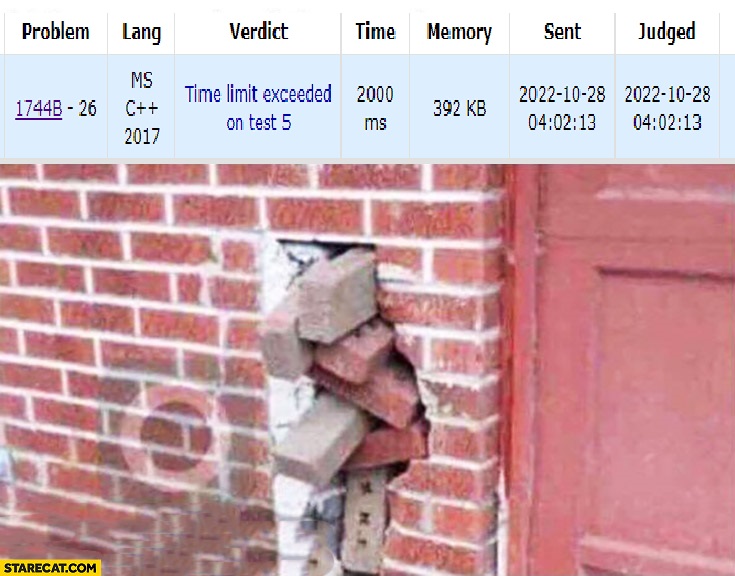 Problem Lang Verdict Time Memory Sent Judged
1744B - 26 MS C++ 2017 Time limit exceeded on test 5 2000 ms 392 KB 2022-10-28 04:02:13 2022-10-28 04:02:13
STARECAT.COM